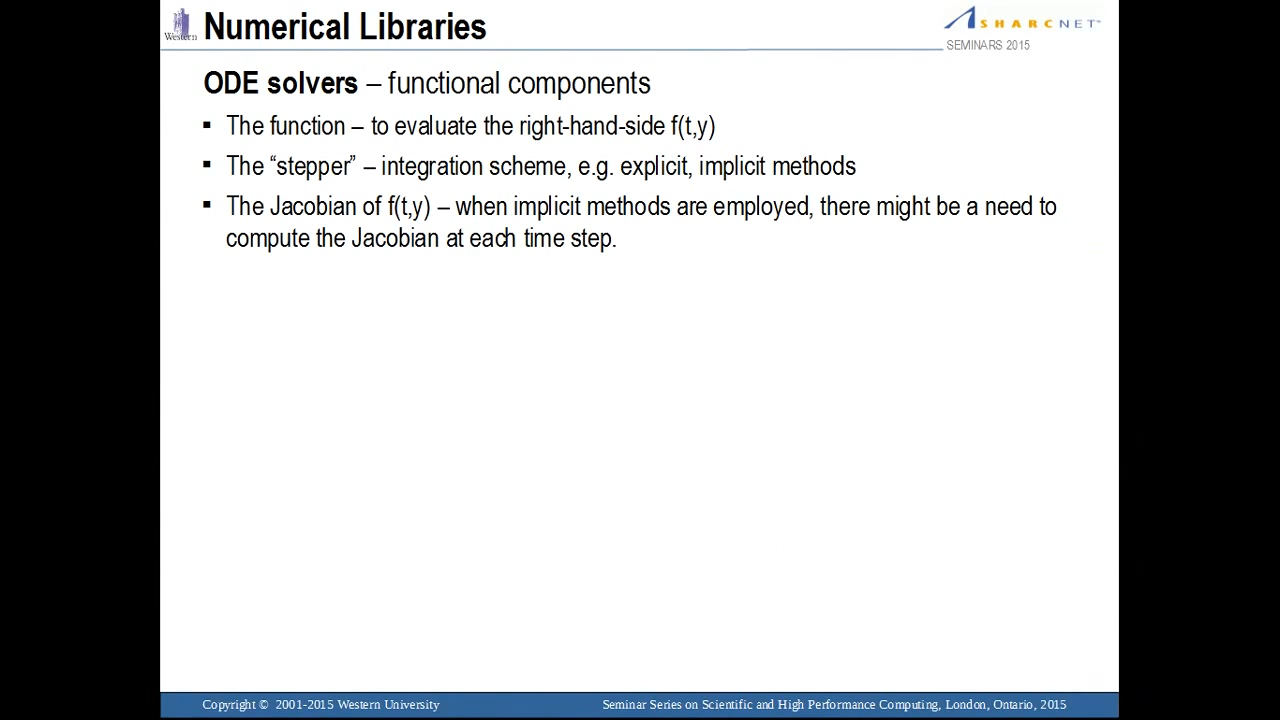 Western
Numerical Libraries
SHARCNET™
SEMINARS 2015
ODE solvers – functional components
▪ The function – to evaluate the right-hand-side f(t,y)
▪ The “stepper” – integration scheme, e.g. explicit, implicit methods
▪ The Jacobian of f(t,y) – when implicit methods are employed, there might be a need to
compute the Jacobian at each time step.
Copyright © 2001-2015 Western University
Seminar Series on Scientific and High Performance Computing, London, Ontario, 2015